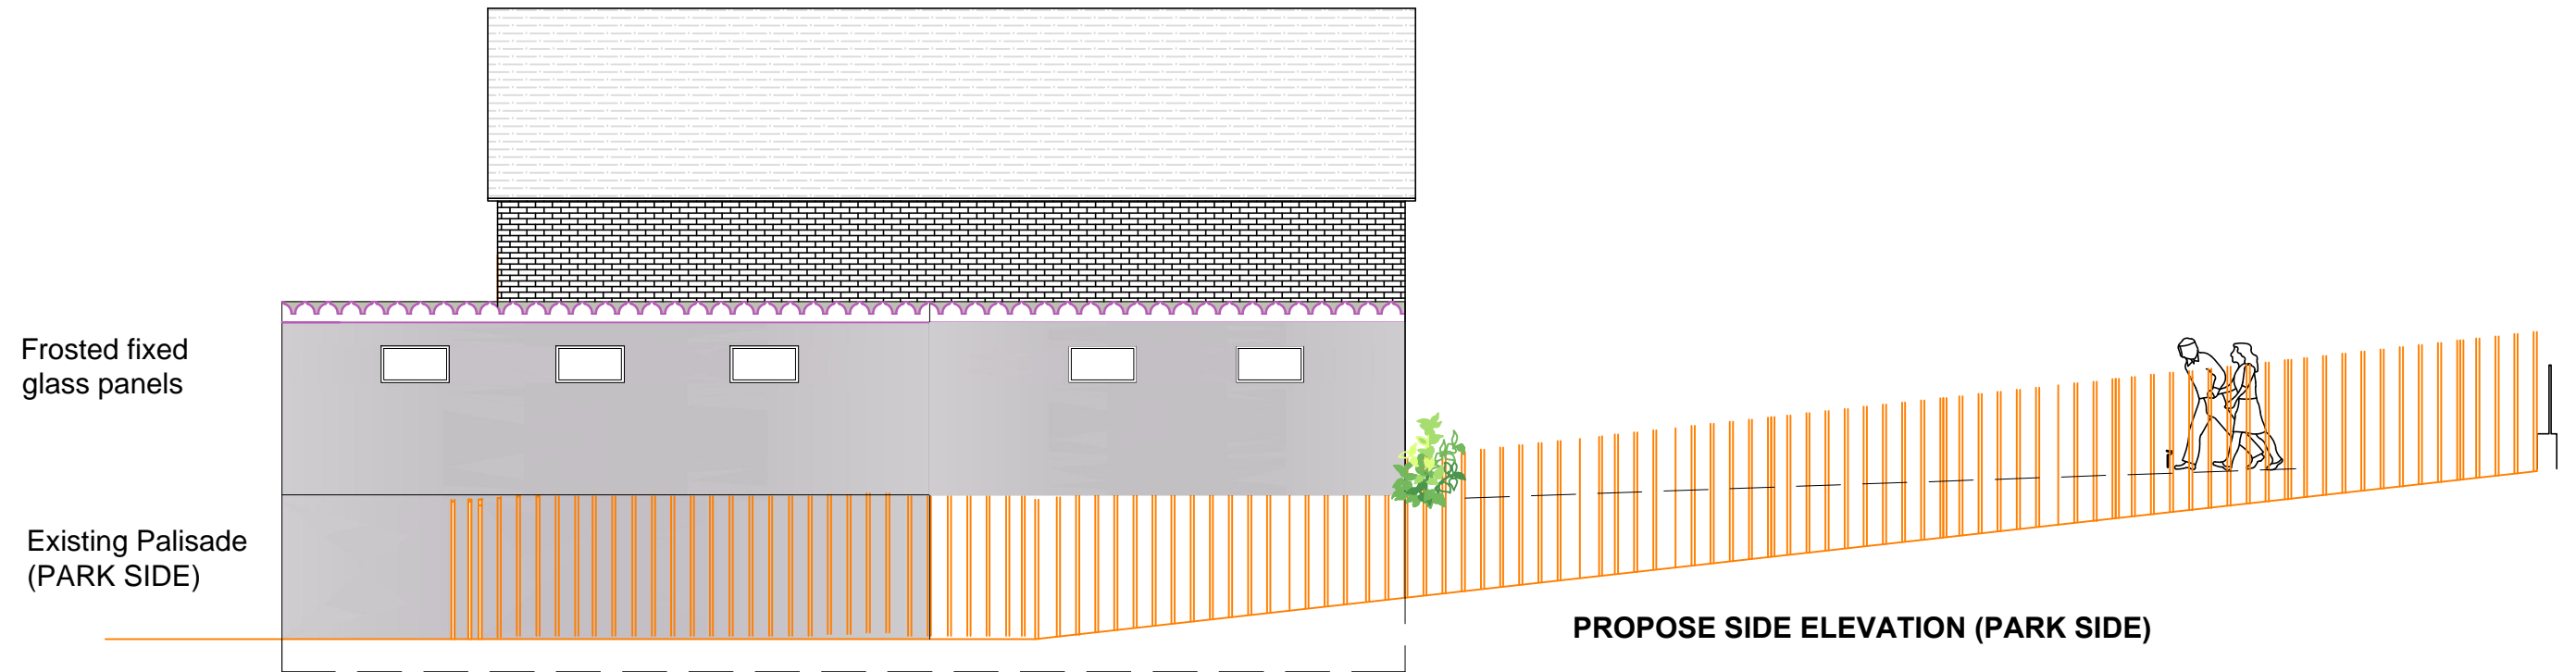 Frosted fixed
glass panels
Existing Palisade
(PARK SIDE)
PROPOSE SIDE ELEVATION (PARK SIDE)